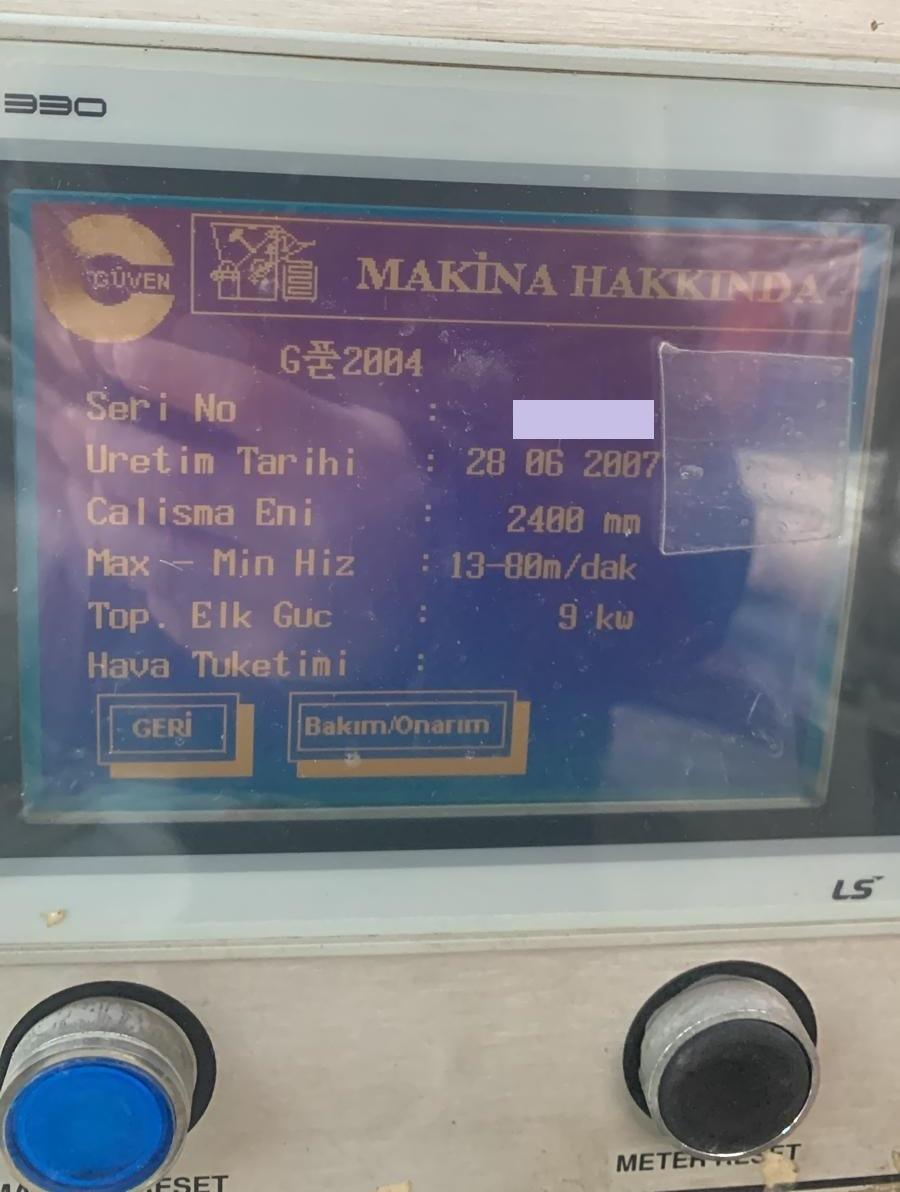 330
GÜVEN
MAKİNA HAKKINDA
G푼2004
Seri No :
Uretim Tarihi : 28 06 2007
Calisma Eni : 2400 mm
Max - Min Hiz : 13-80m/dak
Top. Elk Guc : 9 kw
Hava Tuketimi :
GERİ
Bakım/Onarım
LS
METER RESET